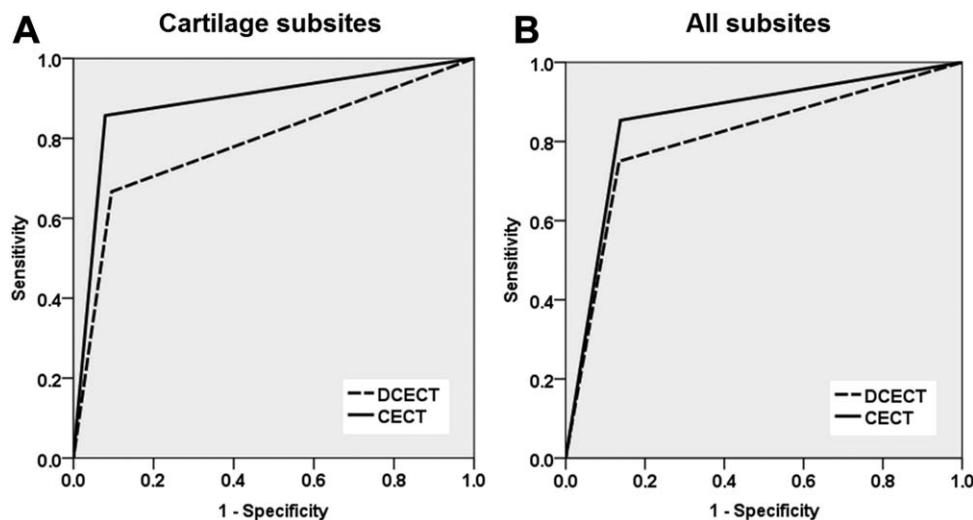 A Cartilage subsites
1.0
0.8
0.6
0.4
0.2
0.0
Sensitivity
DCECT
CECT
0.0 0.2 0.4 0.6 0.8 1.0
1 - Specificity
B All subsites
1.0
0.8
0.6
0.4
0.2
0.0
Sensitivity
DCECT
CECT
0.0 0.2 0.4 0.6 0.8 1.0
1 - Specificity